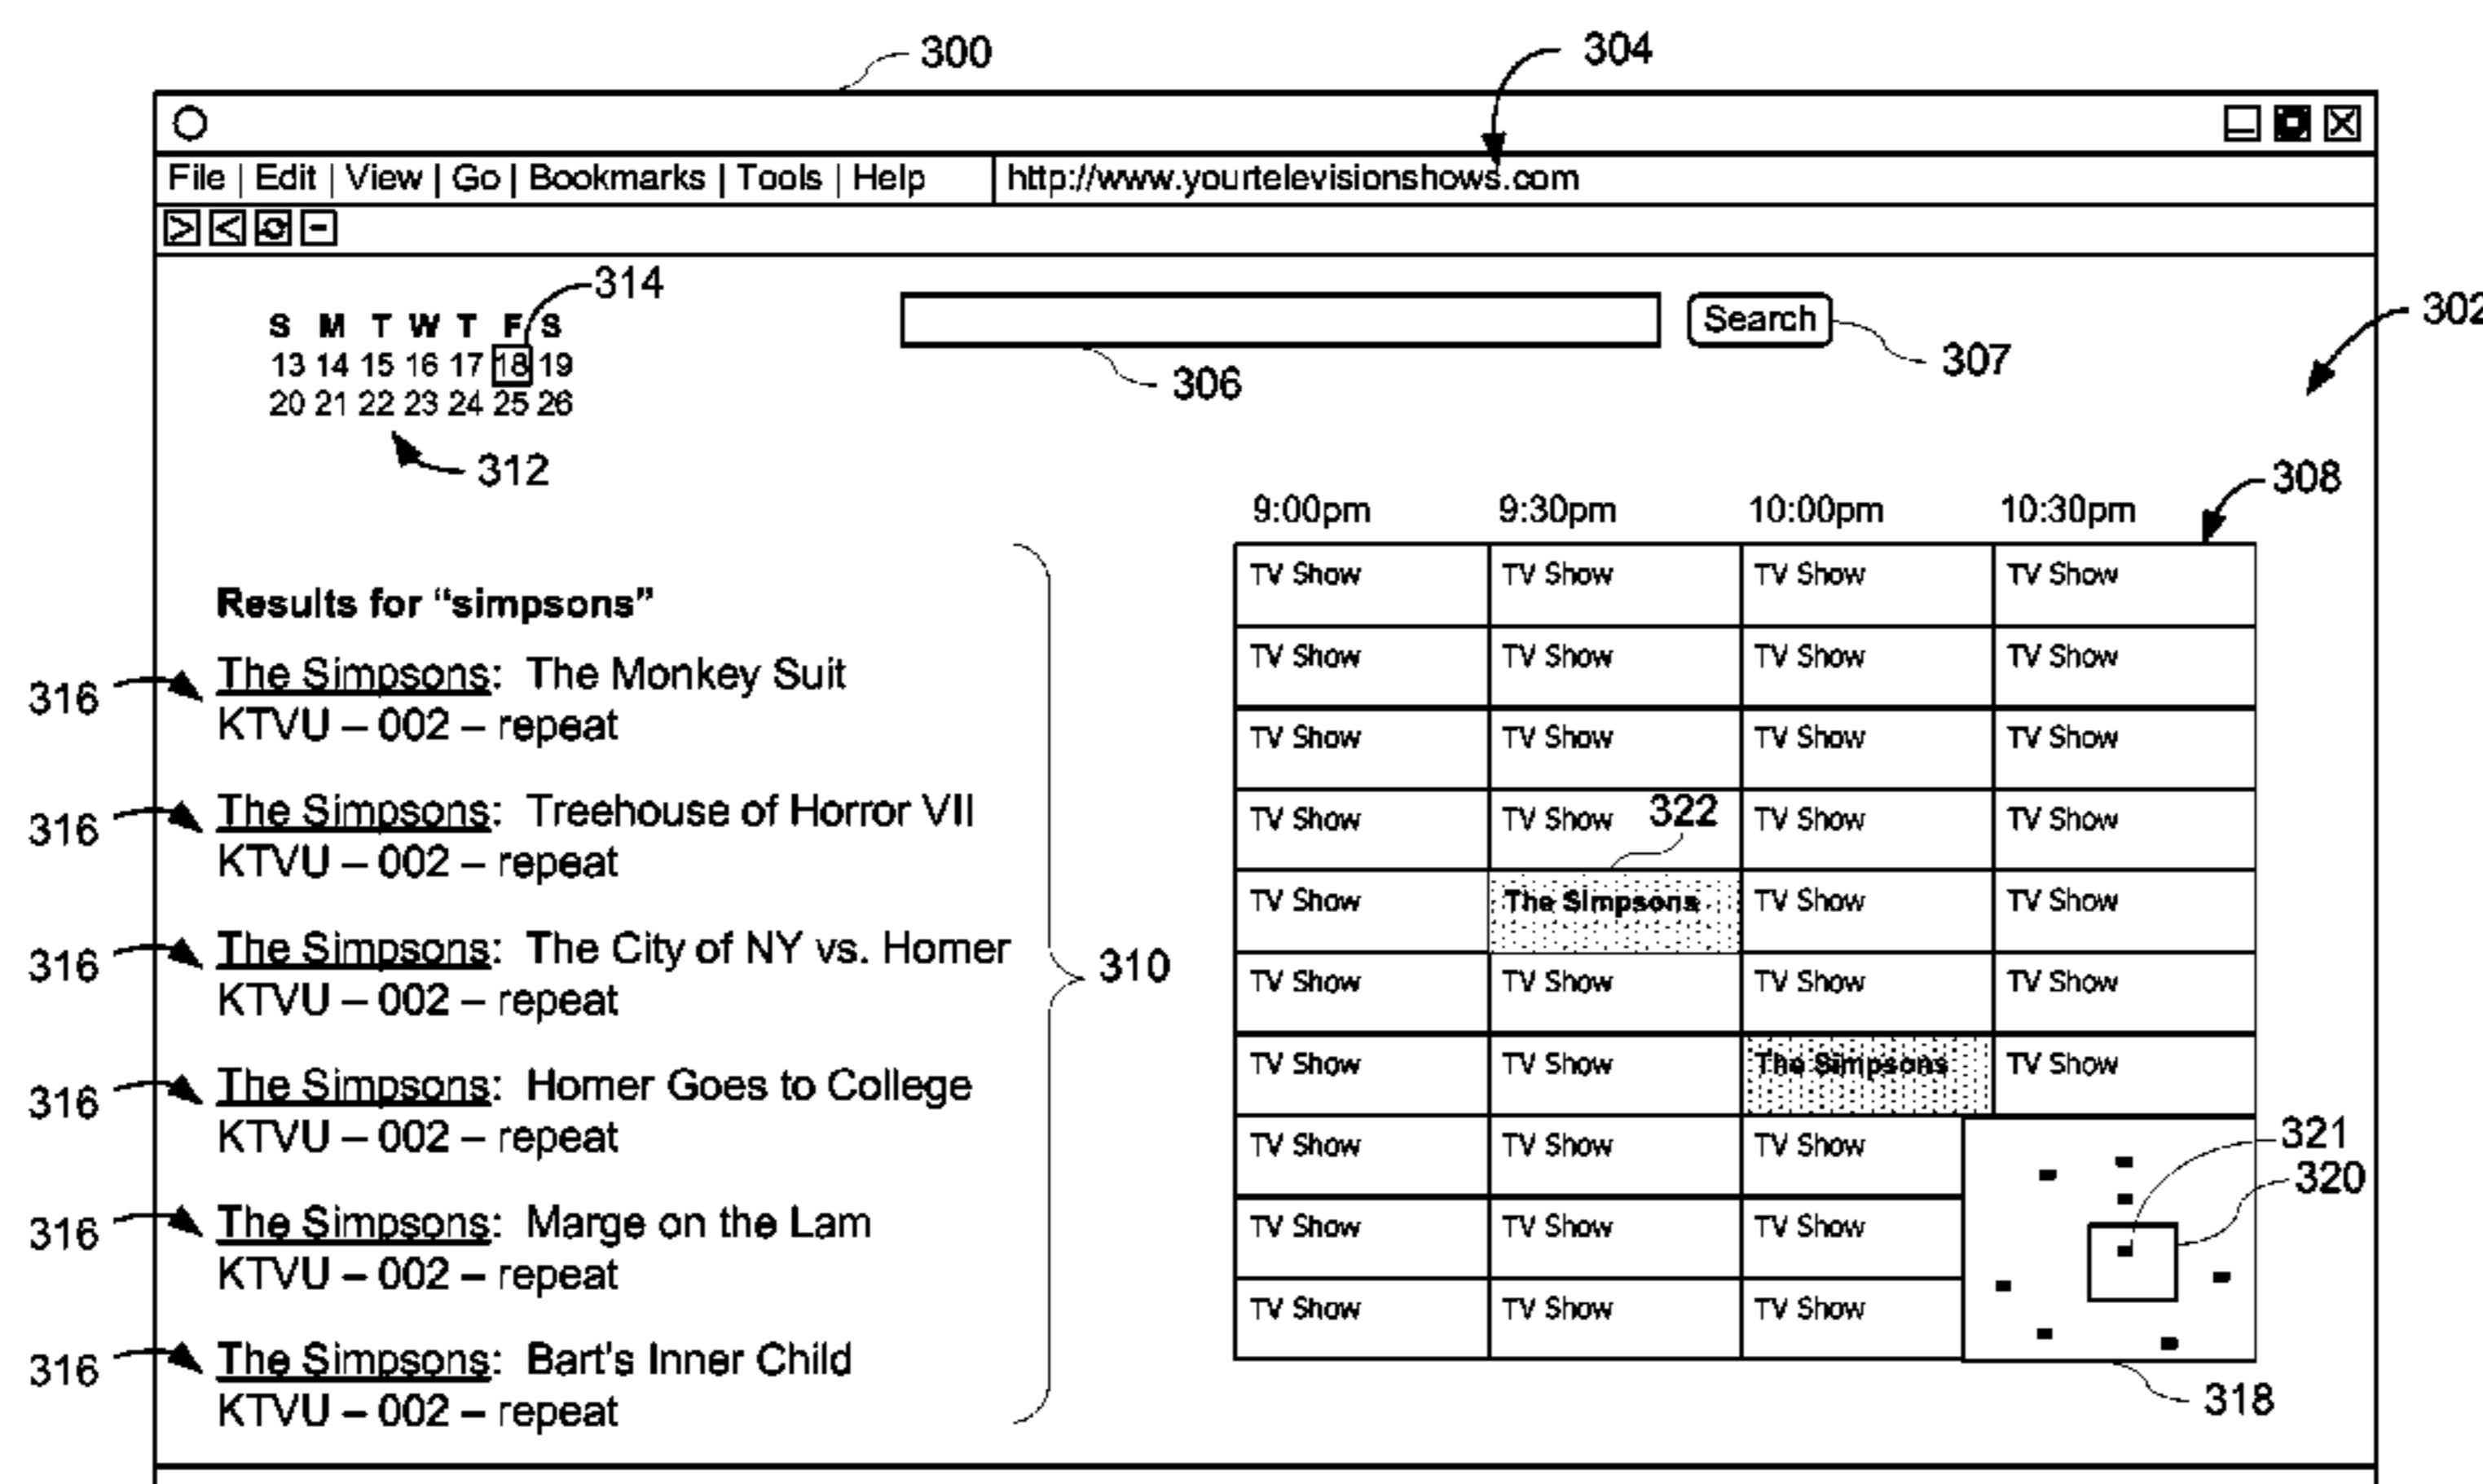 300
304
File | Edit | View | Go | Bookmarks | Tools | Help
http://www.yourtelevisionshows.com
> < -
314
S M T W T F S
13 14 15 16 17 18 19
20 21 22 23 24 25 26
312
Search
306
307
302
308
Results for “simpsons”
316 The Simpsons: The Monkey Suit
KTVU – 002 – repeat
316 The Simpsons: Treehouse of Horror VII
KTVU – 002 – repeat
316 The Simpsons: The City of NY vs. Homer
KTVU – 002 – repeat
316 The Simpsons: Homer Goes to College
KTVU – 002 – repeat
316 The Simpsons: Marge on the Lam
KTVU – 002 – repeat
316 The Simpsons: Bart's Inner Child
KTVU – 002 – repeat
310
9:00pm 9:30pm 10:00pm 10:30pm
TV Show TV Show TV Show TV Show
TV Show TV Show TV Show TV Show
TV Show TV Show TV Show TV Show
TV Show TV Show 322 TV Show TV Show
TV Show The Simpsons TV Show TV Show
TV Show TV Show TV Show TV Show
TV Show TV Show The Simpsons TV Show
TV Show TV Show TV Show
TV Show TV Show TV Show
TV Show TV Show TV Show
321
320
318